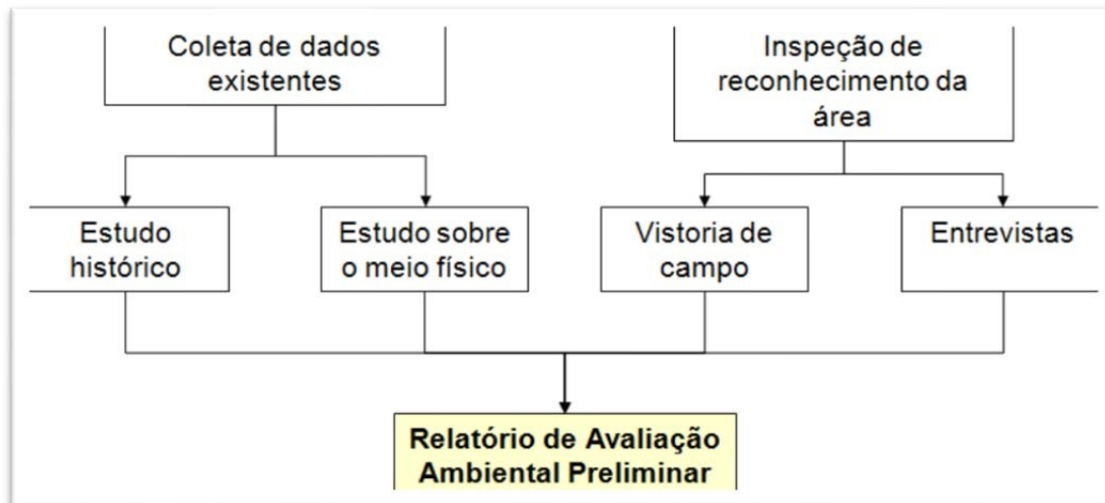 Coleta de dados
existentes
Inspeção de
reconhecimento da
área
Estudo
histórico
Estudo sobre
o meio físico
Vistoria de
campo
Entrevistas
Relatório de Avaliação
Ambiental Preliminar